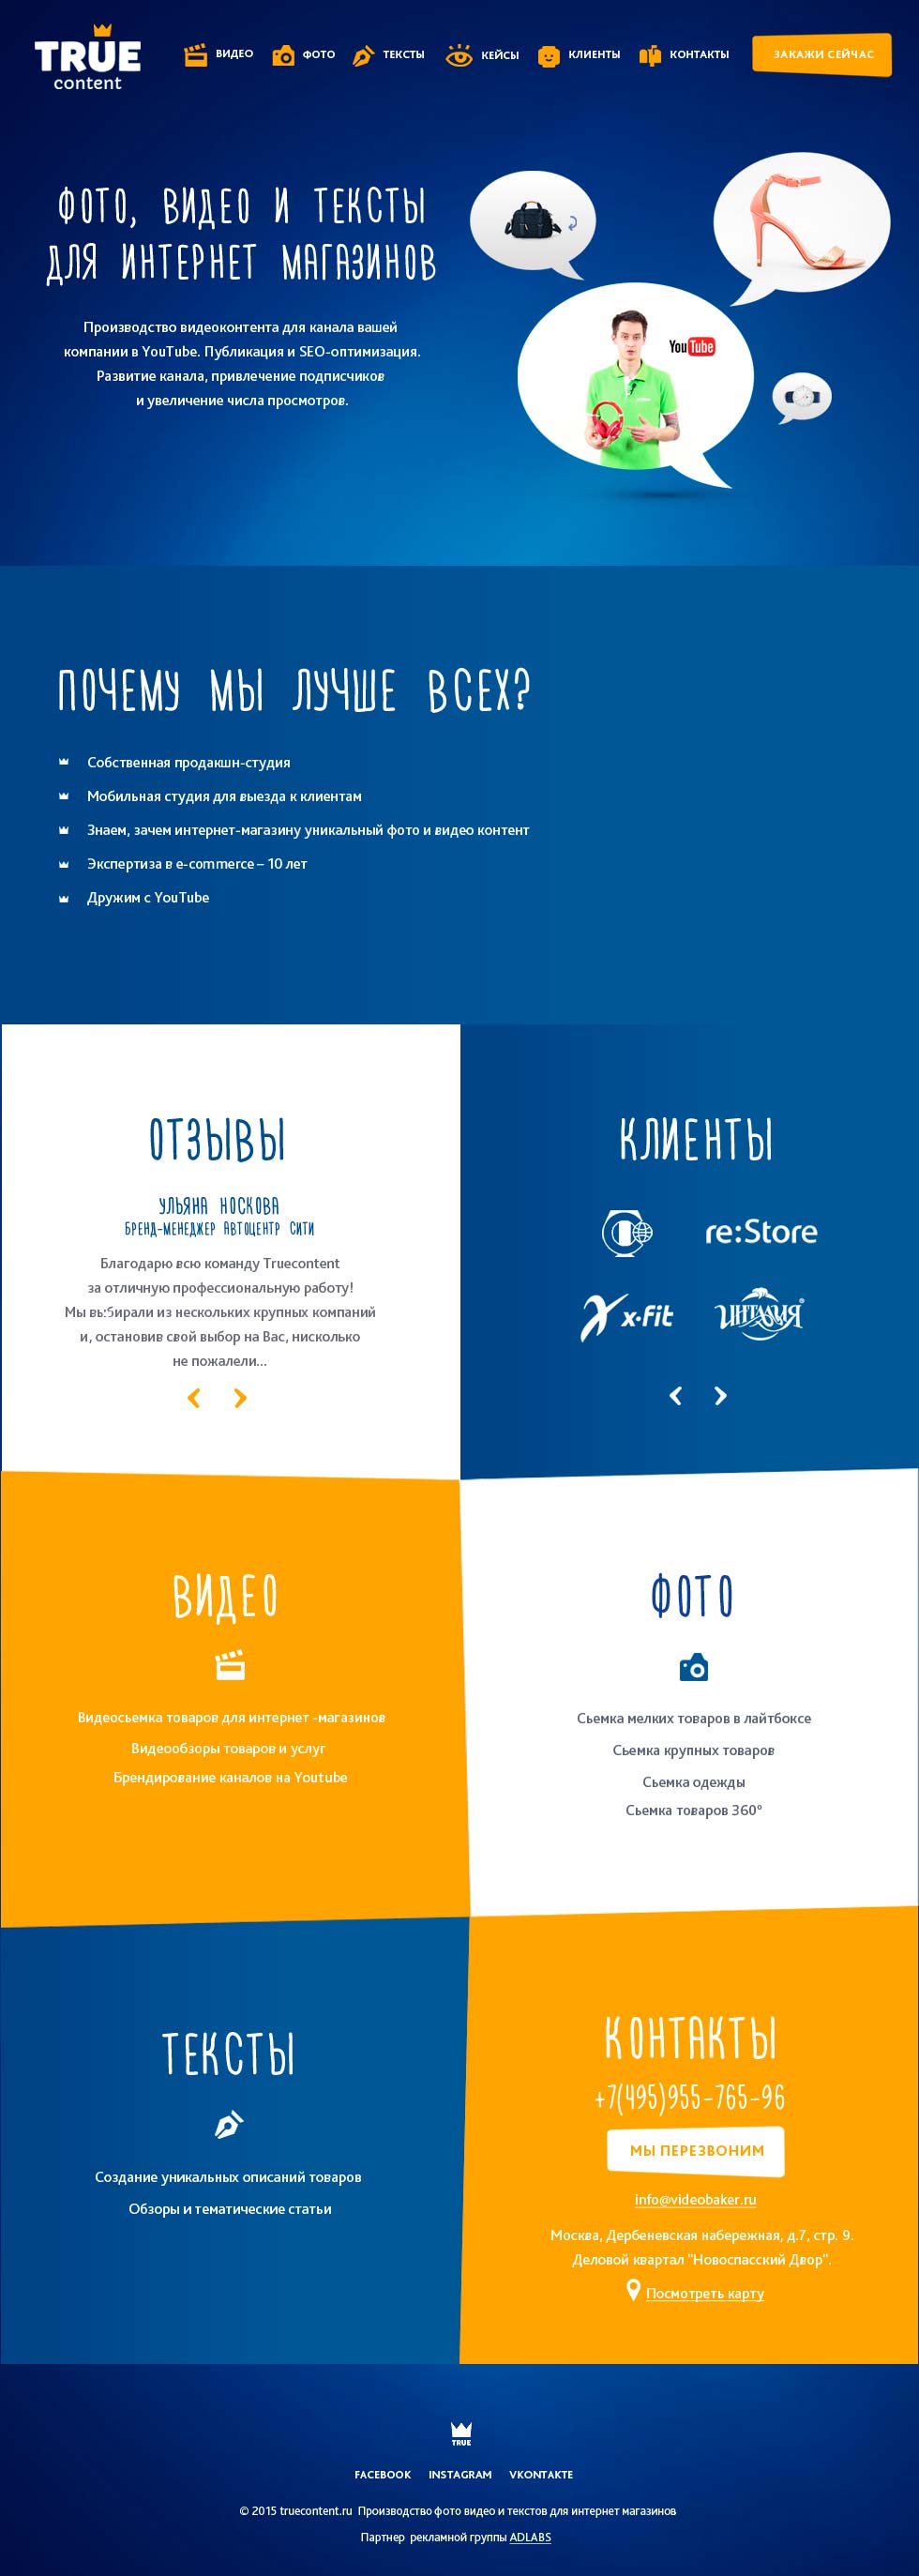 TRUE
content
ВИДЕО
ФОТО
ТЕКСТЫ
КЕЙСЫ
КЛИЕНТЫ
КОНТАКТЫ
ЗАКАЖИ СЕЙЧАС
ФОТО, ВИДЕО И ТЕКСТЫ
ДЛЯ ИНТЕРНЕТ МАГАЗИНОВ
Производство видеоконтента для канала вашей
компании в YouTube. Публикация и SEO-оптимизация.
Развитие канала, привлечение подписчиков
и увеличение числа просмотров.
YouTube
ПОЧЕМУ МЫ ЛУЧШЕ ВСЕХ?
Собственная продакшн-студия
Мобильная студия для выезда к клиентам
Знаем, зачем интернет-магазину уникальный фото и видео контент
Экспертиза в e-commerce – 10 лет
Дружим с YouTube
ОТЗЫВЫ
УЛЬЯНА НОСКОВА
БРЕНД-МЕНЕДЖЕР АВТОЦЕНТР СИТИ
Благодарю всю команду Truecontent
за отличную профессиональную работу!
Мы выбирали из нескольких крупных компаний
и, остановив свой выбор на Вас, нисколько
не пожалели...
КЛИЕНТЫ
re:Store
x-fit
ИНТАЛИЯ
ВИДЕО
Видеосьемка товаров для интернет -магазинов
Видеообзоры товаров и услуг
Брендирование каналов на Youtube
ФОТО
Сьемка мелких товаров в лайтбоксе
Сьемка крупных товаров
Сьемка одежды
Сьемка товаров 360°
ТЕКСТЫ
Создание уникальных описаний товаров
Обзоры и тематические статьи
КОНТАКТЫ
+7(495)955-765-96
МЫ ПЕРЕЗВОНИМ
info@videobaker.ru
Москва, Дербеневская набережная, д.7, стр. 9.
Деловой квартал "Новоспасский Двор".
Посмотреть карту
TRUE
FACEBOOK INSTAGRAM VKONTAKTE
© 2015 truecontent.ru Производство фото видео и текстов для интернет магазинов
Партнер рекламной группы ADLABS